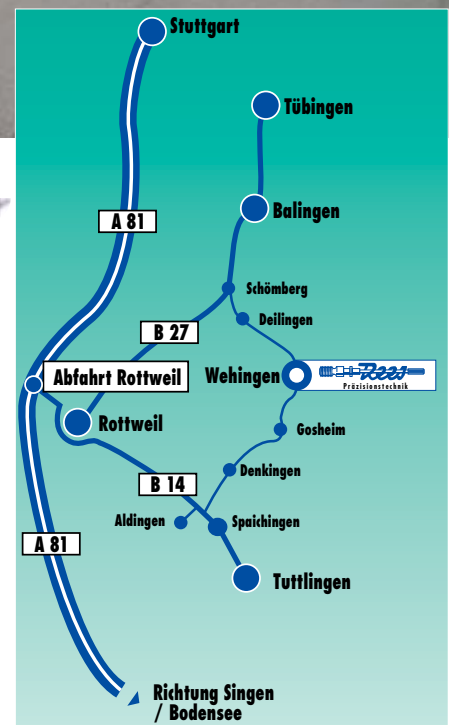 Stuttgart
Tübingen
A 81
Balingen
Schömberg
Deilingen
B 27
Abfahrt Rottweil
Wehingen
Rees
Präzisionstechnik
Rottweil
Gosheim
Denkingen
B 14
Aldingen
Spaichingen
A 81
Tuttlingen
Richtung Singen
/ Bodensee